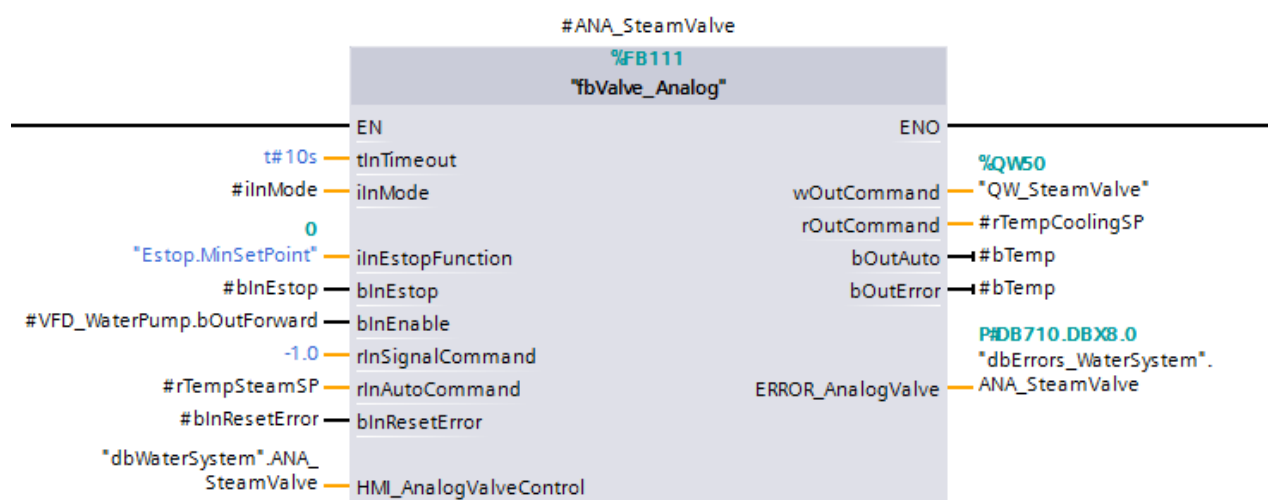 #ANA_SteamValve
%FB111
"fbValve_Analog"
EN
ENO
t#10s
tInTimeout
%QW50
#iInMode
iInMode
wOutCommand
"QW_SteamValve"
0
rOutCommand
#rTempCoolingSP
"Estop.MinSetPoint"
iInEstopFunction
bOutAuto
#bTemp
#bInEstop
bInEstop
bOutError
#bTemp
#VFD_WaterPump.bOutForward
bInEnable
-1.0
rInSignalCommand
P#DB710.DBX8.0
"dbErrors_WaterSystem".
#rTempSteamSP
rInAutoCommand
ERROR_AnalogValve
ANA_SteamValve
#bInResetError
bInResetError
"dbWaterSystem".ANA_
SteamValve
HMI_AnalogValveControl